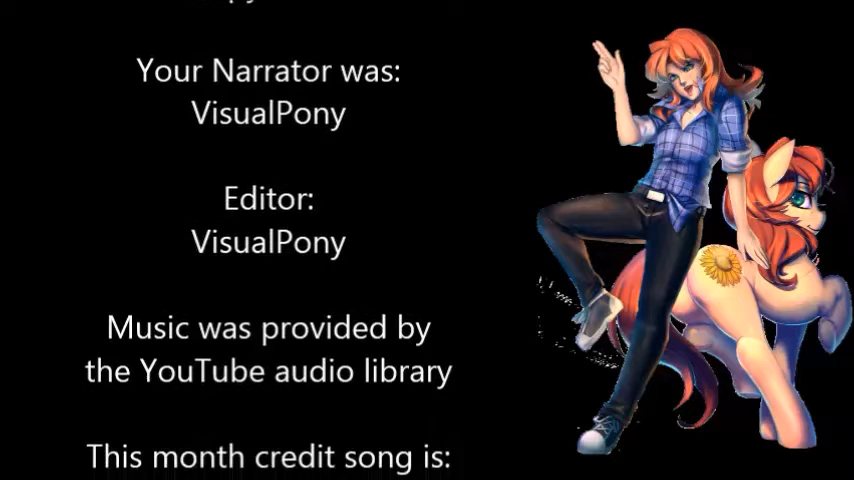 Your Narrator was:
VisualPony
Editor:
VisualPony
Music was provided by
the YouTube audio library
This month credit song is: